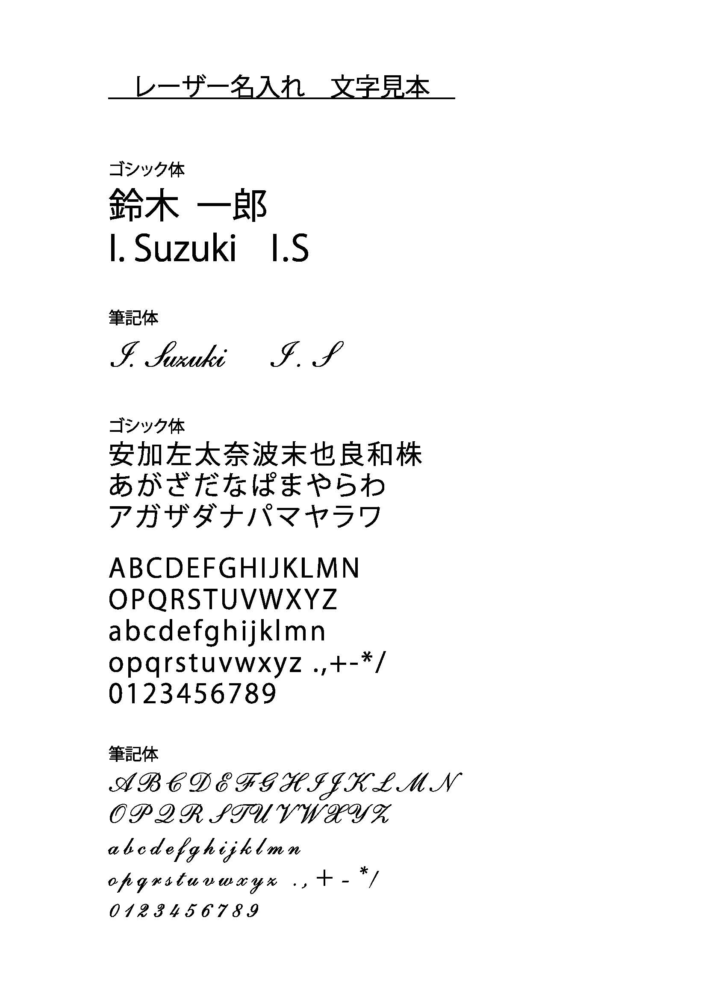 レーザー名入れ　文字見本
ゴシック体
鈴木 一郎
I. Suzuki　I.S
筆記体
I. Suzuki　I. S
ゴシック体
安加左太奈波末也良和株
あがざだなぱまやらわ
アガザダナパマヤラワ
ABCDEFGHIJKLMN
OPQRSTUVWXYZ
abcdefghijklmn
opqrstuvwxyz .,+-*/
0123456789
筆記体
ABCDEFGHIJKLMN
OPQRSTUVWXYZ
abcdefghijklmn
opqrstuvwxyz .,+-*/
0123456789